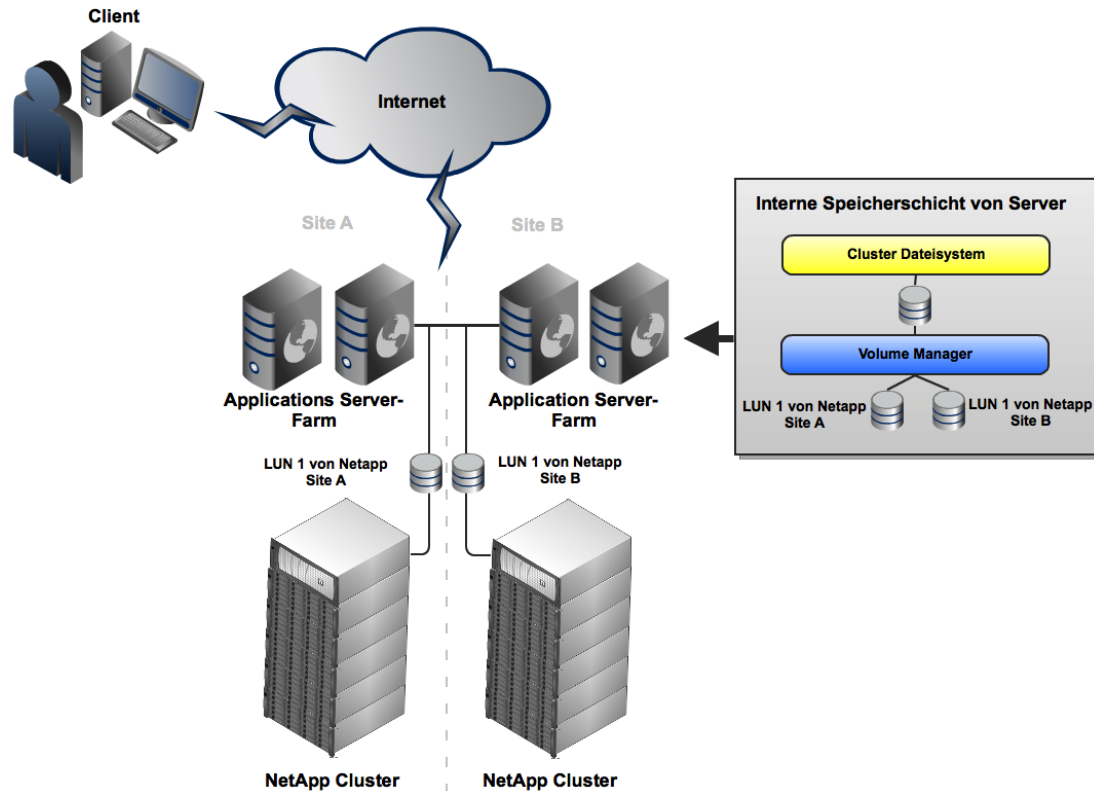 Client
Internet
Site A
Site B
Interne Speicherschicht von Server
Cluster Dateisystem
Volume Manager
LUN 1 von Netapp
Site A
LUN 1 von Netapp
Site B
Applications Server-
Farm
Application Server-
Farm
LUN 1 von Netapp
Site A
LUN 1 von Netapp
Site B
NetApp Cluster
NetApp Cluster